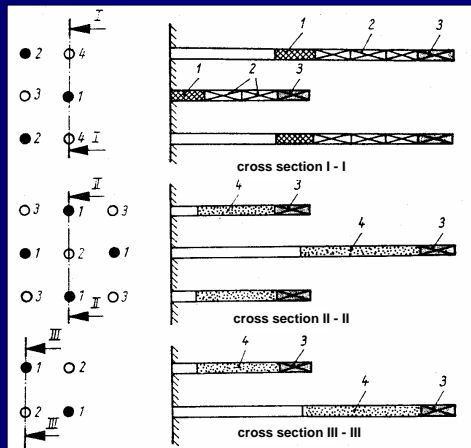 I
1 2 3
2 4
1 2 3
3 1
2 4
I
cross section I - I
II
4 3
3 1 3
4 3
1 2 1
3 1 3
II
cross section II - II
III
4 3
1 2
4 3
2 1
III
cross section III - III